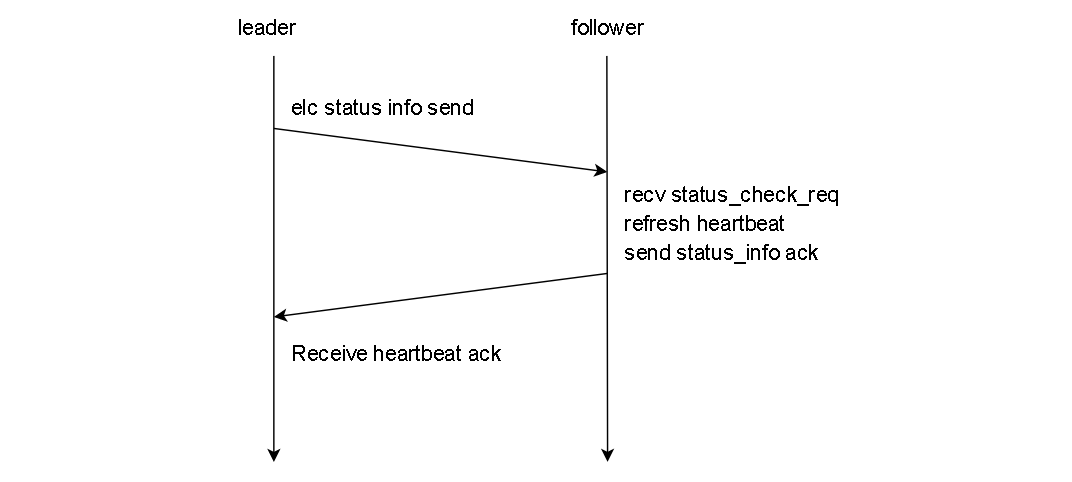 leader
follower
elc status info send
recv status_check_req
refresh heartbeat
send status_info ack
Receive heartbeat ack